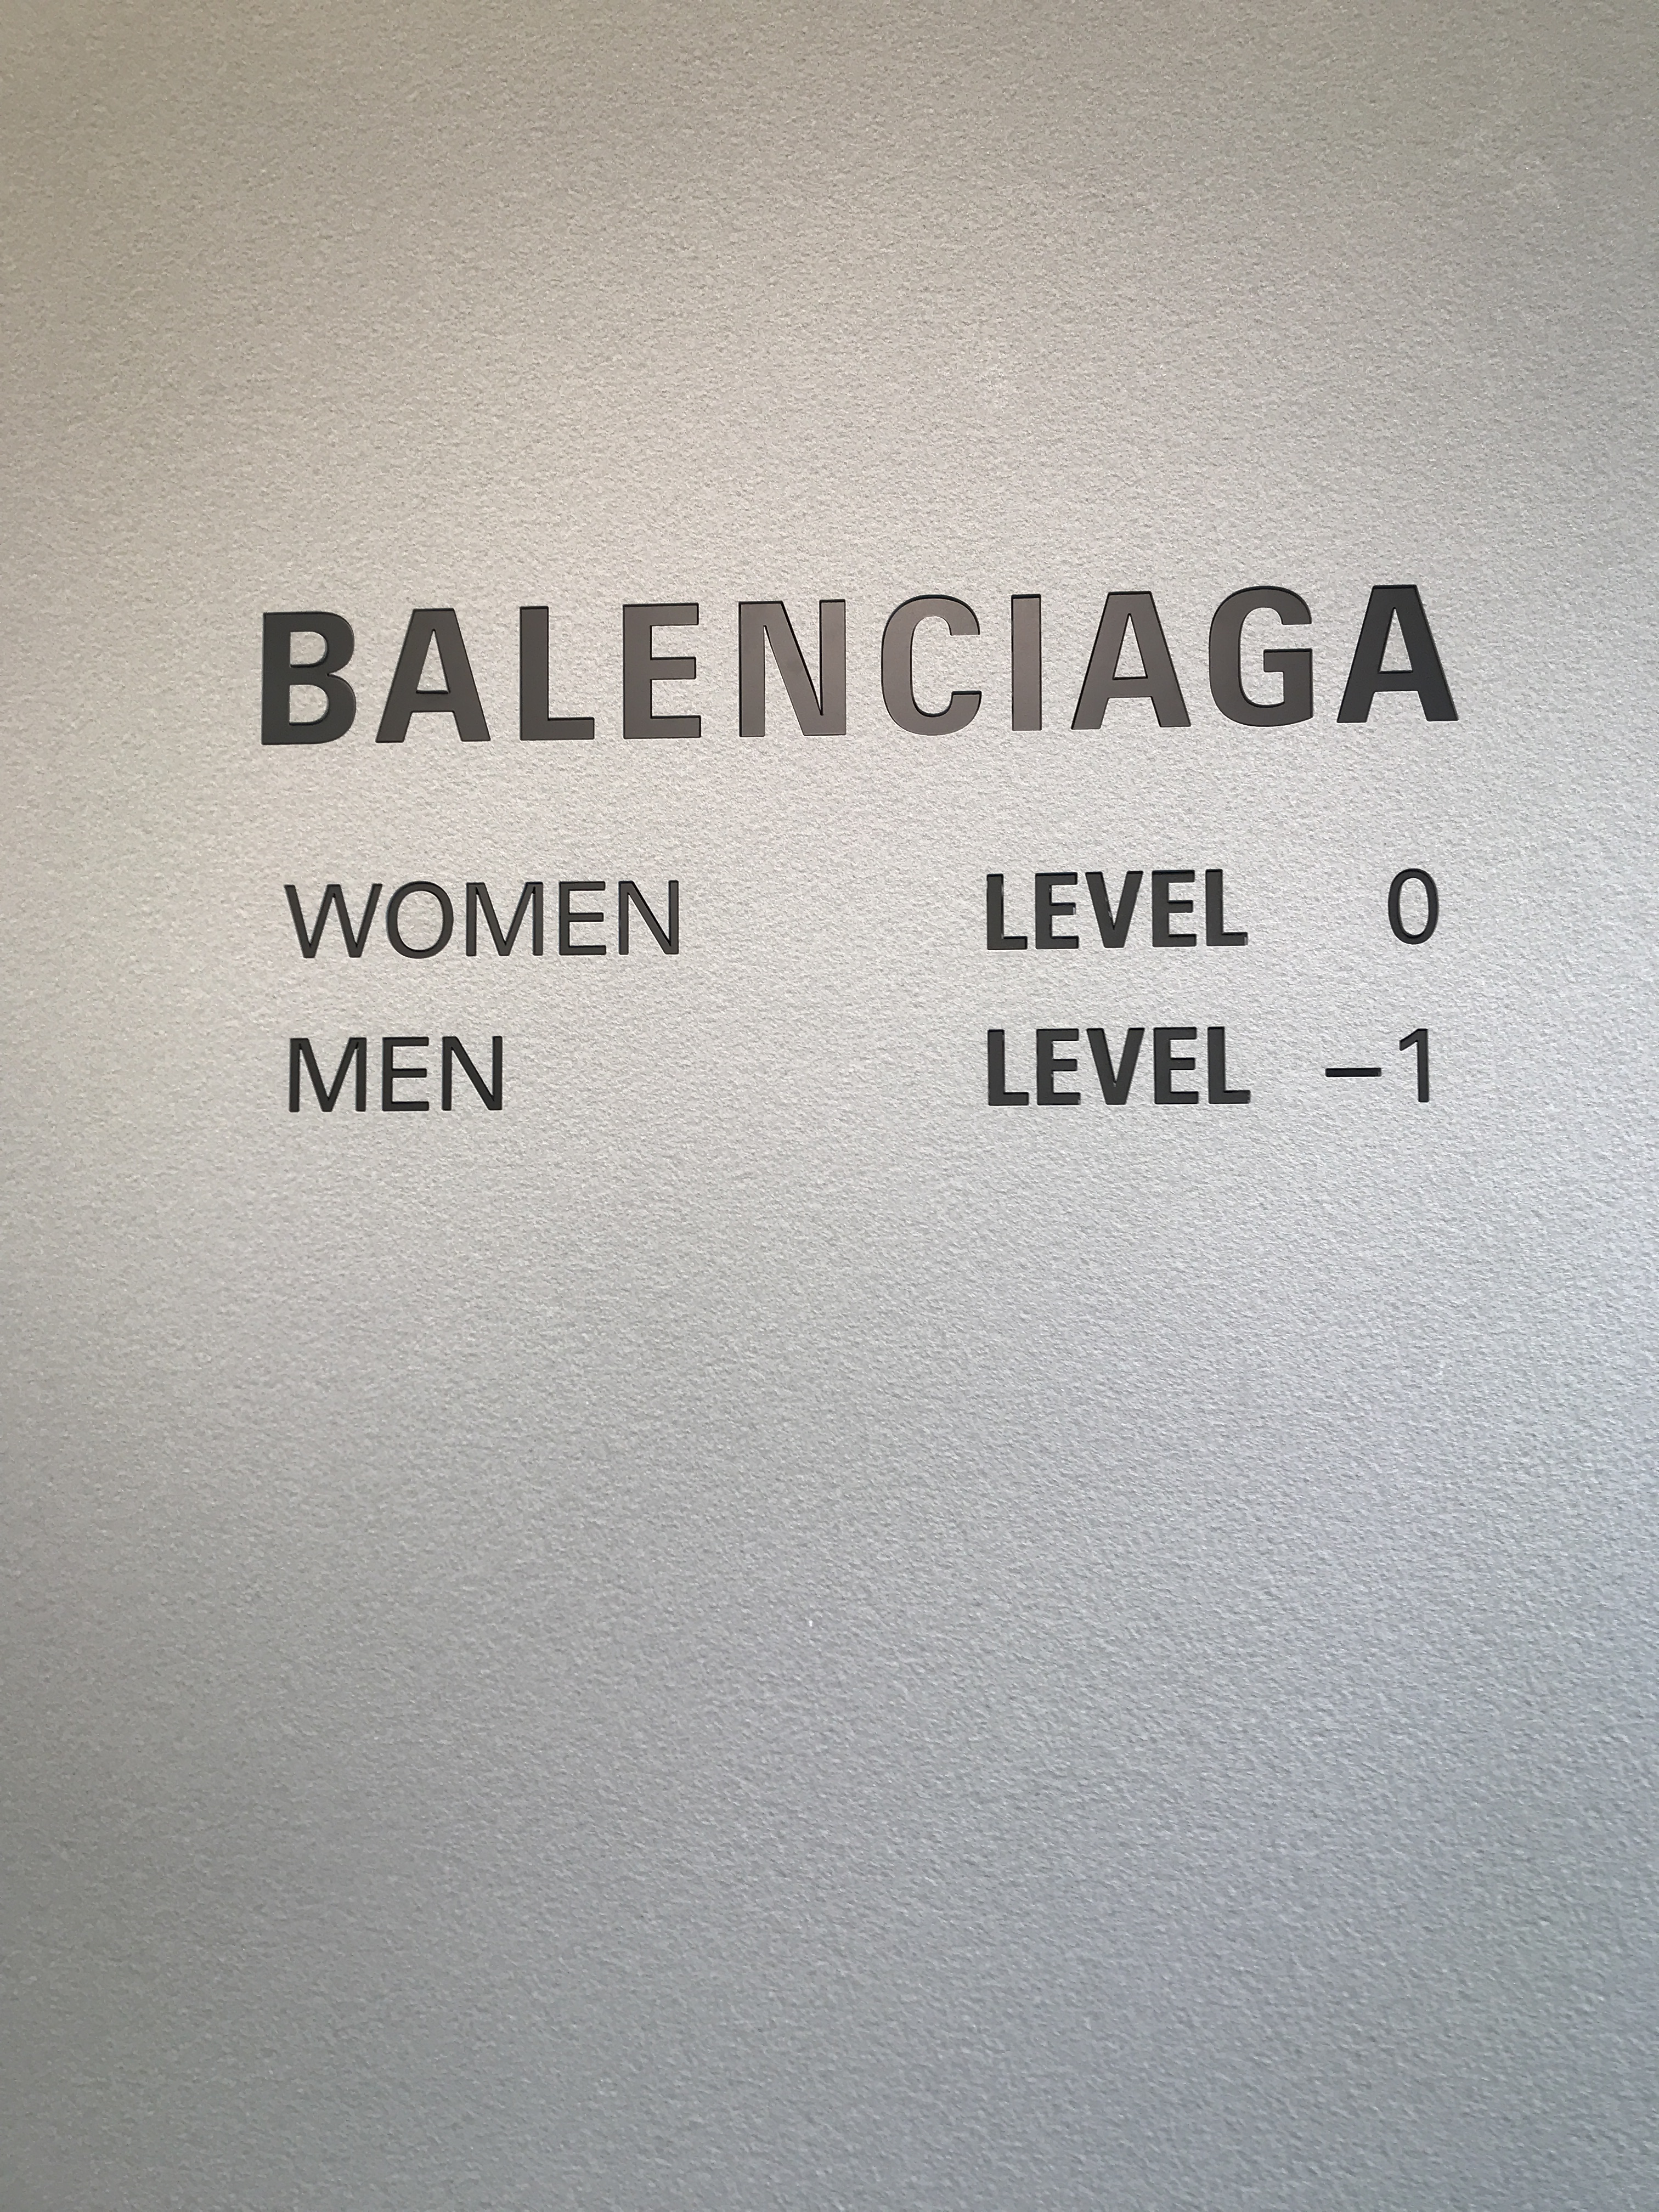 BALENCIAGA
WOMEN LEVEL 0
MEN LEVEL –1